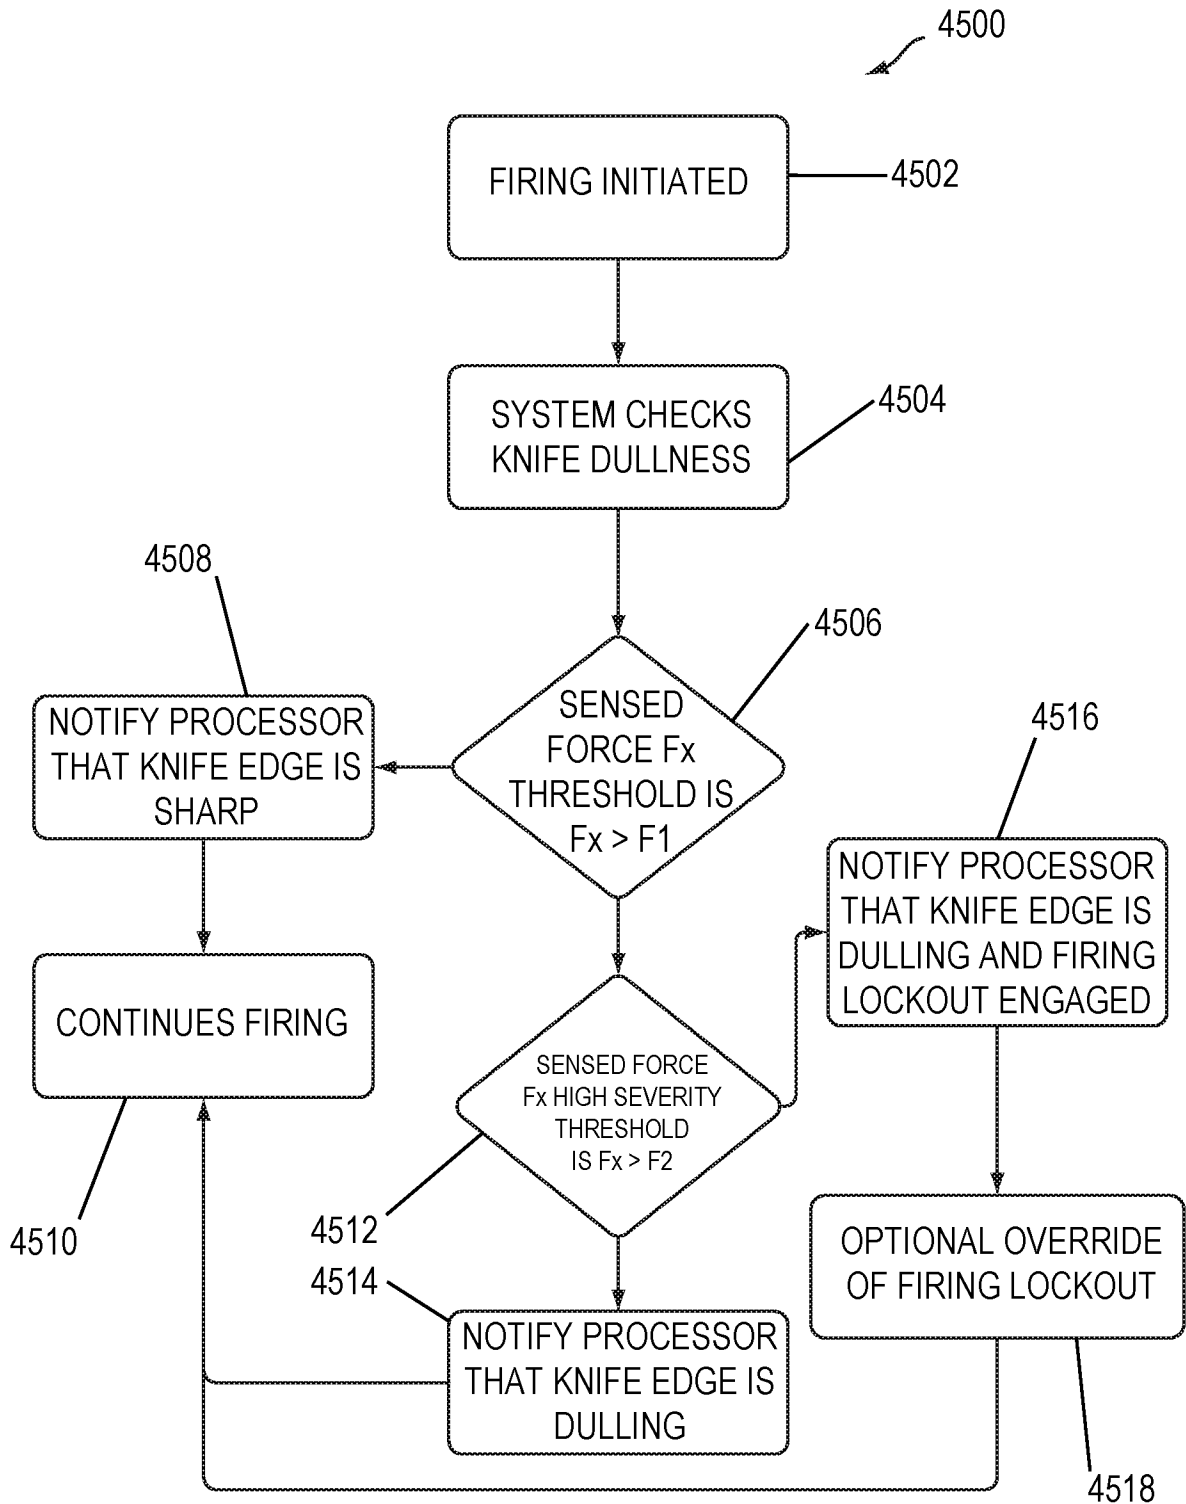 4500
FIRING INITIATED
4502
SYSTEM CHECKS
KNIFE DULLNESS
4504
4508
4506
NOTIFY PROCESSOR
THAT KNIFE EDGE IS
SHARP
SENSED
FORCE Fx
THRESHOLD IS
Fx > F1
4516
NOTIFY PROCESSOR
THAT KNIFE EDGE IS
DULLING AND FIRING
LOCKOUT ENGAGED
CONTINUES FIRING
4510
SENSED FORCE
Fx HIGH SEVERITY
THRESHOLD
IS Fx > F2
4512
4514
NOTIFY PROCESSOR
THAT KNIFE EDGE IS
DULLING
OPTIONAL OVERRIDE
OF FIRING LOCKOUT
4518